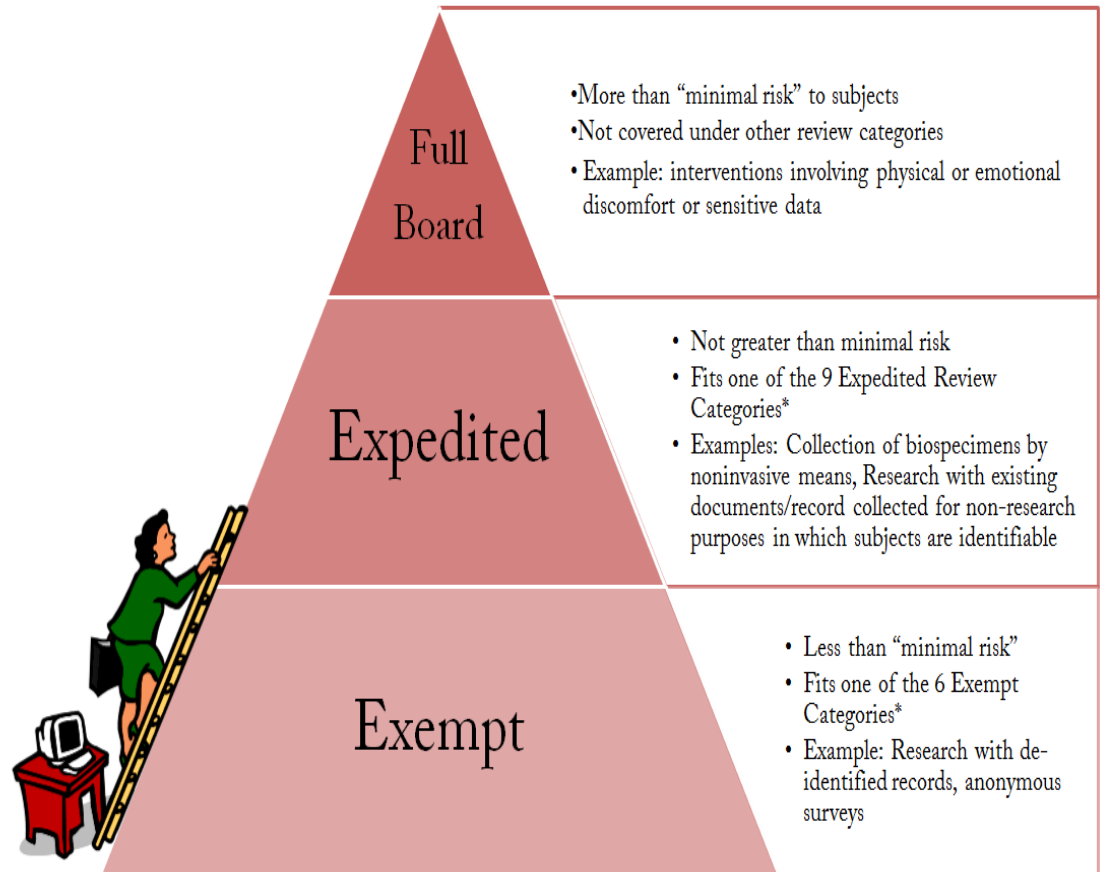 Full
Board
•More than “minimal risk” to subjects
•Not covered under other review categories
• Example: interventions involving physical or emotional
discomfort or sensitive data
Expedited
• Not greater than minimal risk
• Fits one of the 9 Expedited Review
Categories*
• Examples: Collection of biospecimens by
noninvasive means, Research with existing
documents/record collected for non-research
purposes in which subjects are identifiable
Exempt
• Less than “minimal risk”
• Fits one of the 6 Exempt
Categories*
• Example: Research with de-
identified records, anonymous
surveys